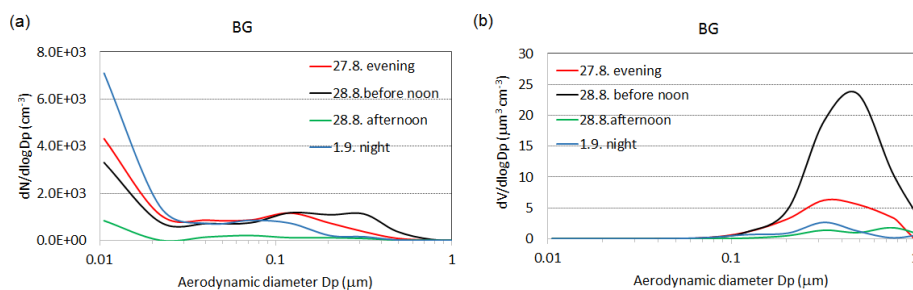 (a)
BG
8.0E+03
6.0E+03
4.0E+03
2.0E+03
0.0E+00
dN/dlogDp (cm-3)
27.8. evening
28.8.before noon
28.8. afternoon
1.9. night
0.01
0.1
1
Aerodynamic diameter Dp (μm)
(b)
BG
30
25
20
15
10
5
0
dV/dlogDp (μm3 cm-3)
27.8. evening
28.8. before noon
28.8.afternoon
1.9. night
0.01
0.1
1
Aerodynamic diameter Dp (μm)